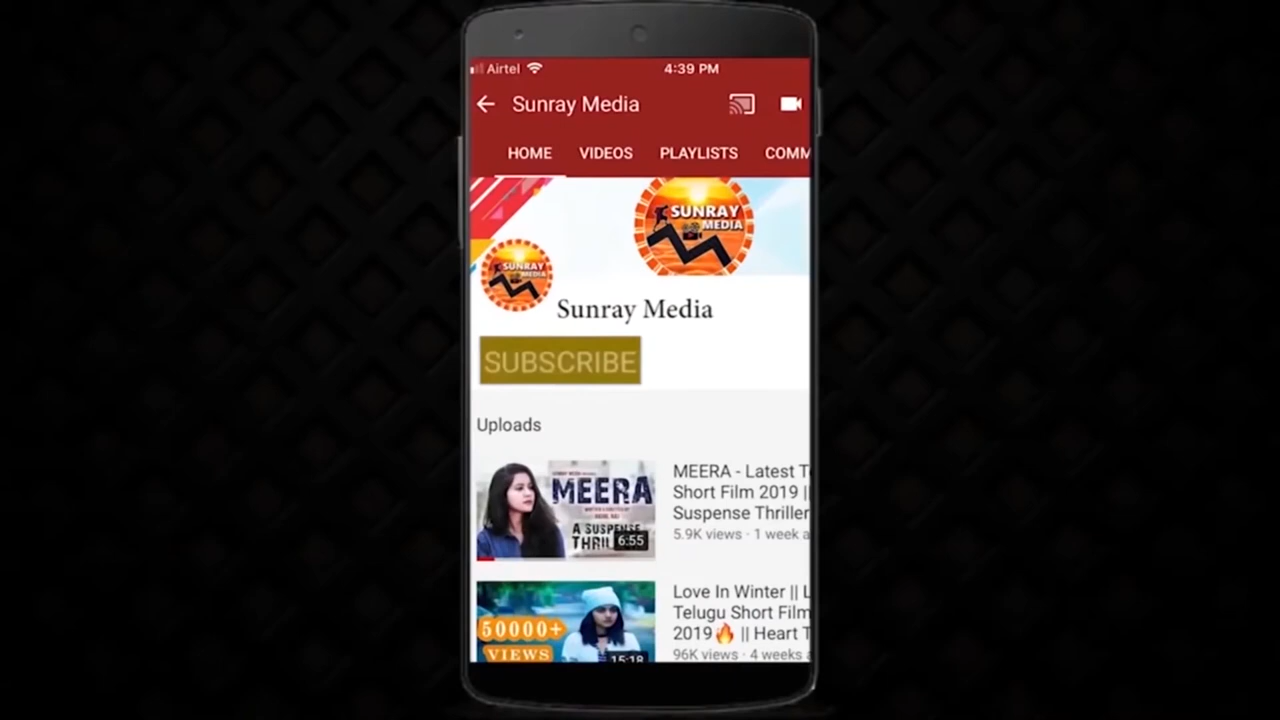 Airtel 4:39 PM
Sunray Media
HOME VIDEOS PLAYLISTS COMM
SUNRAY
MEDIA
SUNRAY
MEDIA
Sunray Media
SUBSCRIBE
Uploads
MEERA
A SUSPENSE
THRIL 6:55
MEERA - Latest T
Short Film 2019 ||
Suspense Thriller
5.9K views · 1 week a
50000+
VIEWS
15:18
Love In Winter || L
Telugu Short Film
2019🔥 || Heart T
96K views · 4 weeks a